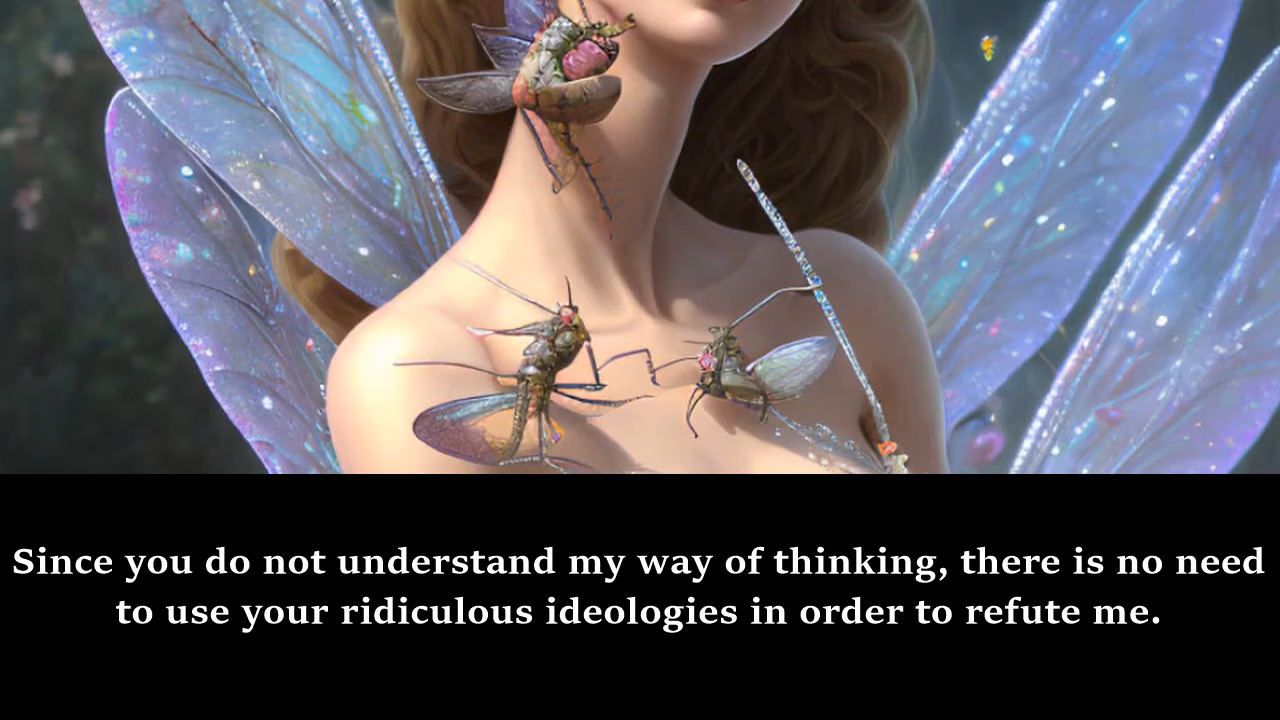 Since you do not understand my way of thinking, there is no need
to use your ridiculous ideologies in order to refute me.